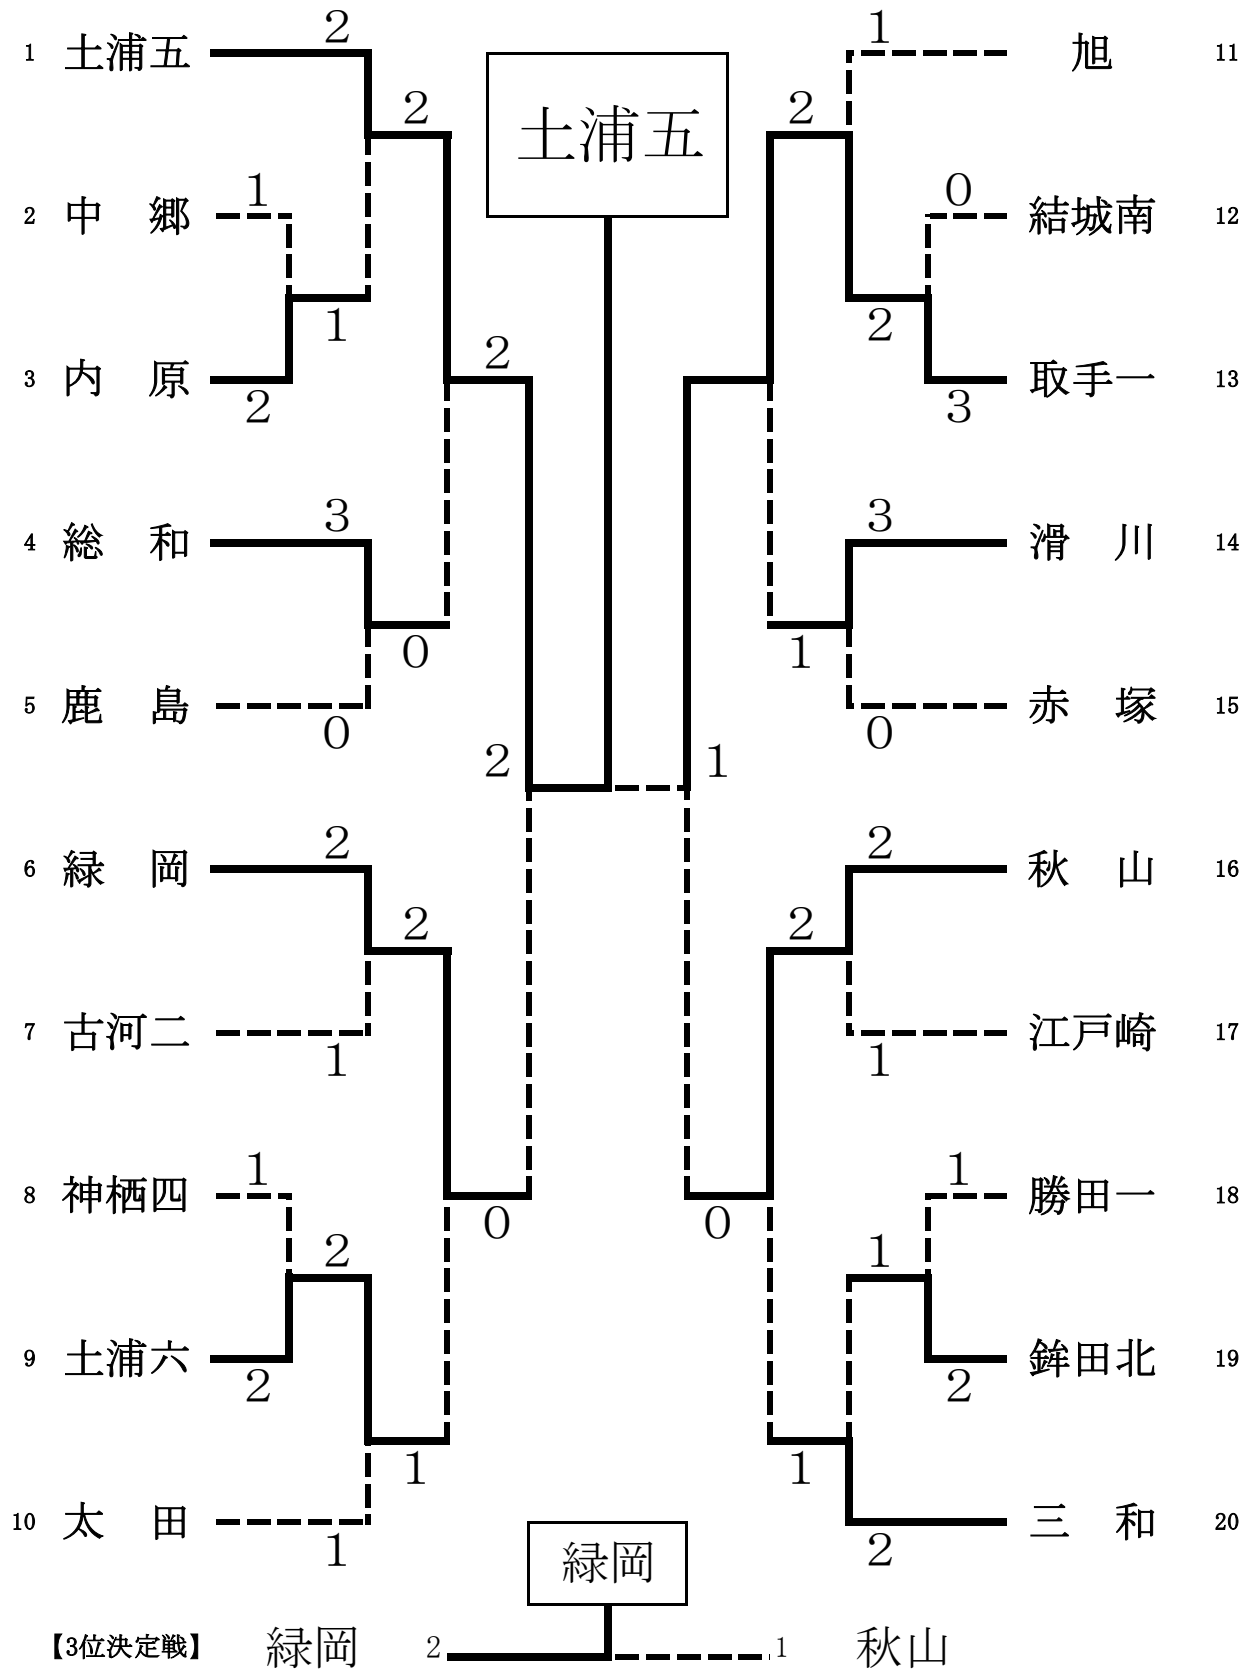 2 1
1 土浦五 旭 11
2 2
土浦五
1 0
2 中　郷 結城南 12
1 2
2
3 内　原 取手一 13
2 3
3 3
4 総　和 滑　川 14
0 1
5 鹿　島 赤　塚 15
0 0
2 1
2 2
6 緑　岡 秋　山 16
2 2
7 古河二 江戸崎 17
1 1
1 1
8 神栖四 勝田一 18
0 0
2 1
9 土浦六 鉾田北 19
2 2
1 1
10 太　田 三　和 20
1 2
緑岡
【3位決定戦】 緑岡 2 1 秋山